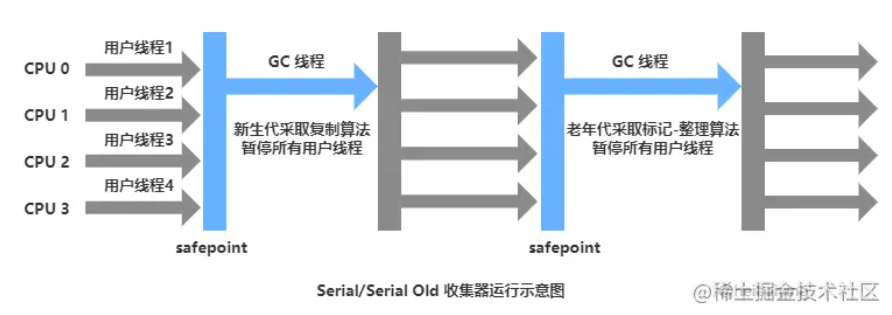 CPU 0
用户线程1
CPU 1
用户线程2
CPU 2
用户线程3
CPU 3
用户线程4
safepoint
GC 线程
新生代采取复制算法
暂停所有用户线程
safepoint
GC 线程
老年代采取标记-整理算法
暂停所有用户线程
Serial/Serial Old 收集器运行示意图
@稀土掘金技术社区